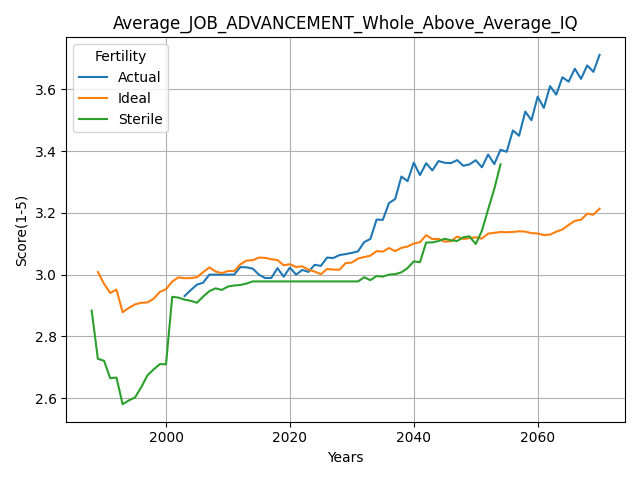 Average_JOB_ADVANCEMENT_Whole_Above_Average_IQ
Fertility
Actual
Ideal
Sterile
Score(1-5)
3.6
3.4
3.2
3.0
2.8
2.6
2000
2020
2040
2060
Years